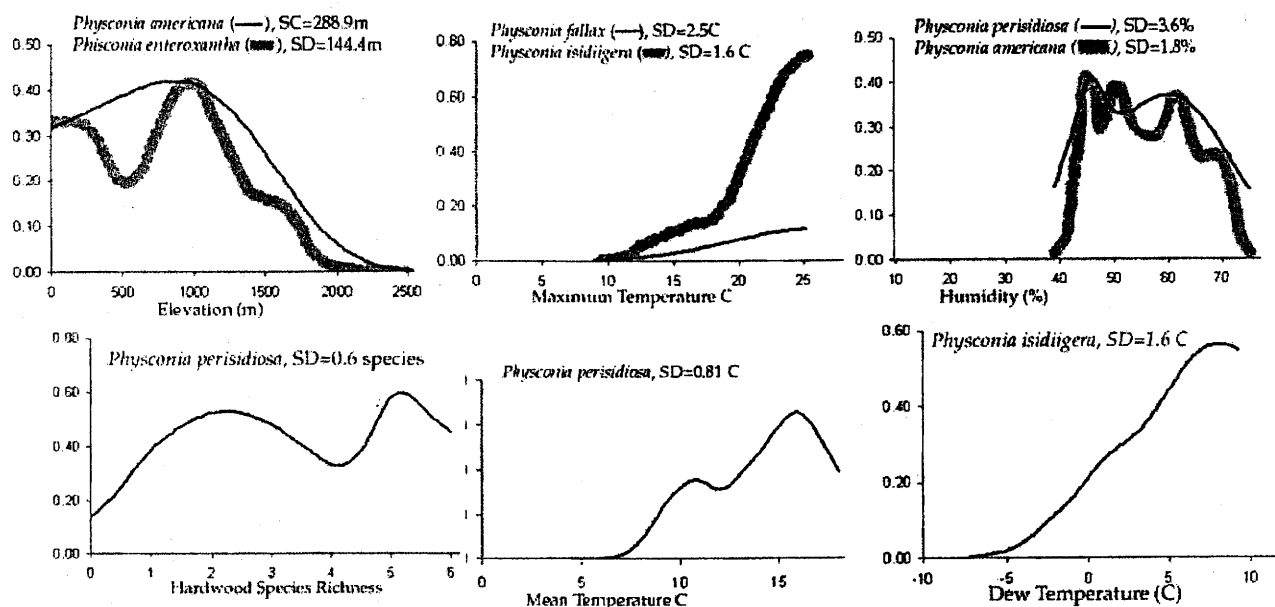 Physconia americana (—), SC=288.9m
Phisconia enteroxantha ( ), SD=144.4m
0.50
0.40
0.30
0.20
0.10
0.00
0 500 1000 1500 2000 2500
Elevation (m)
Physconia fallax (—), SD=2.5C
Physconia isidiigera ( ), SD=1.6 C
0.80
0.60
0.40
0.20
0.00
0 5 10 15 20 25
Maximum Temperature C
Physconia perisidiosa (—), SD=3.6%
Physconia americana ( ), SD=1.8%
0.50
0.40
0.30
0.20
0.10
0.00
10 20 30 40 50 60 70
Humidity (%)
Physconia perisidiosa, SD=0.6 species
0.80
0.60
0.40
0.20
0.00
0 1 2 3 4 5 6
Hardwood Species Richness
Physconia perisidiosa, SD=0.81 C
0 5 10 15
Mean Temperature C
Physconia isidiigera, SD=1.6 C
0.60
0.40
0.20
0.00
-10 -5 0 5 10
Dew Temperature (C)